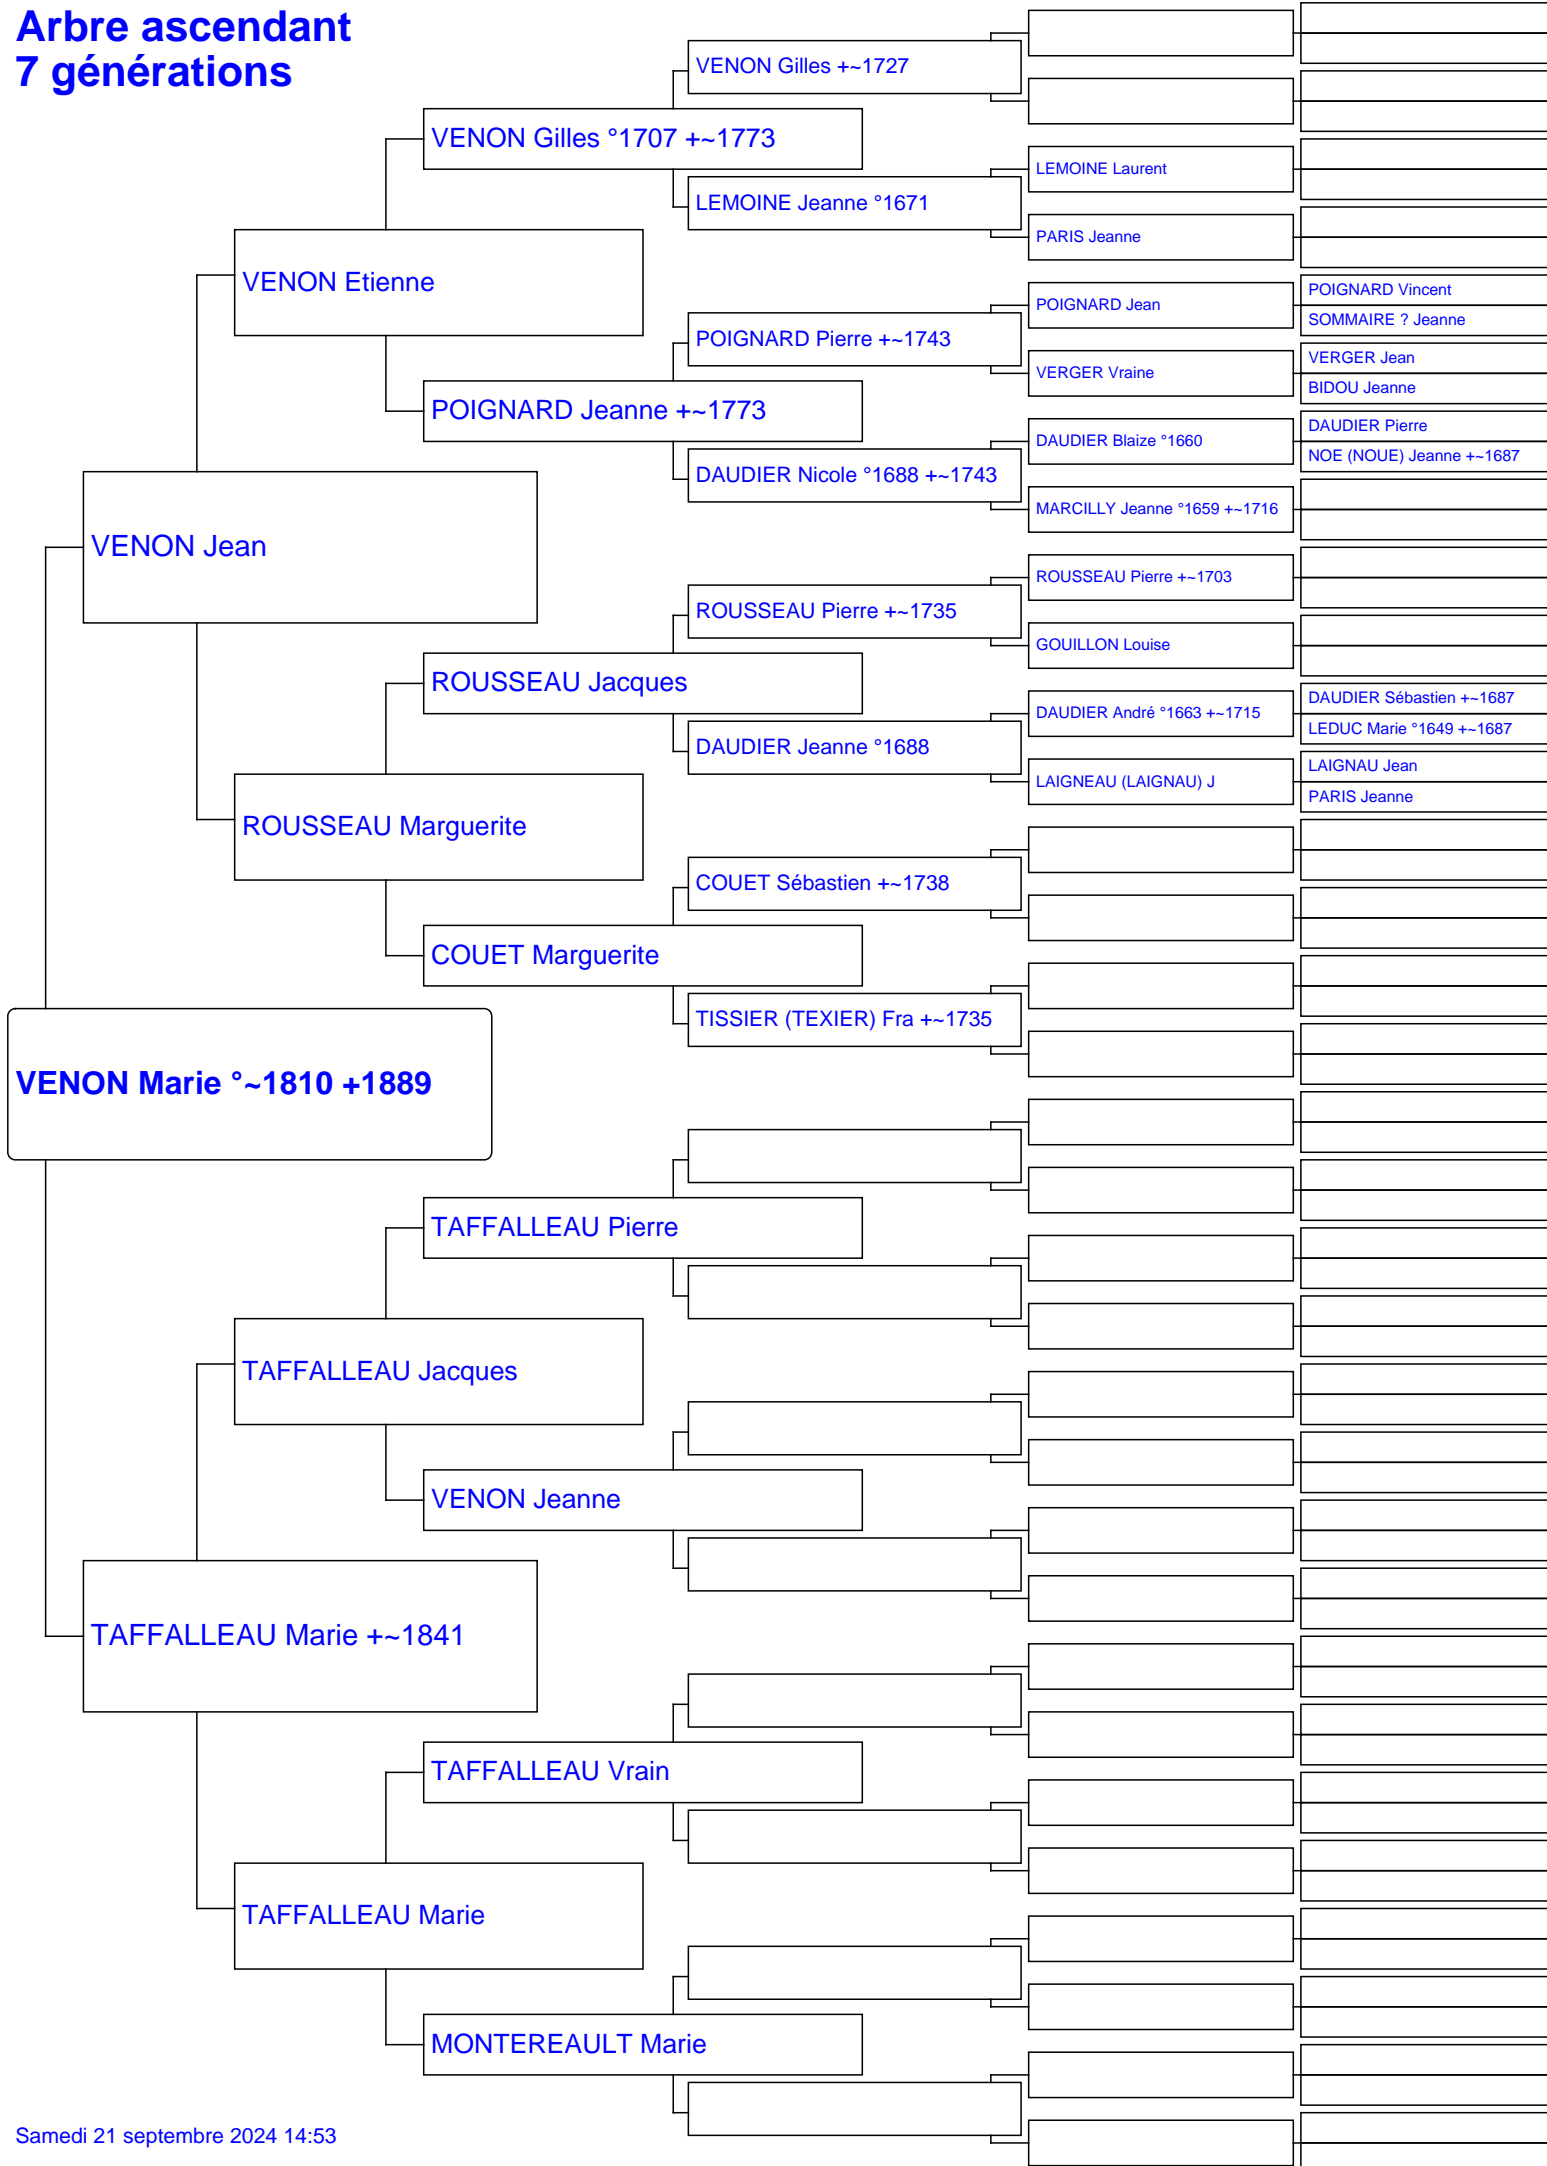 Arbre ascendant
7 générations
VENON Gilles +~1727
VENON Gilles °1707 +~1773
LEMOINE Laurent
LEMOINE Jeanne °1671
PARIS Jeanne
VENON Etienne
POIGNARD Vincent
POIGNARD Jean
SOMMAIRE ? Jeanne
POIGNARD Pierre +~1743
VERGER Jean
VERGER Vraine
BIDOU Jeanne
POIGNARD Jeanne +~1773
DAUDIER Pierre
DAUDIER Blaize °1660
NOE (NOUE) Jeanne +~1687
DAUDIER Nicole °1688 +~1743
MARCILLY Jeanne °1659 +~1716
VENON Jean
ROUSSEAU Pierre +~1703
ROUSSEAU Pierre +~1735
GOUILLON Louise
ROUSSEAU Jacques
DAUDIER Sébastien +~1687
DAUDIER André °1663 +~1715
LEDUC Marie °1649 +~1687
DAUDIER Jeanne °1688
LAIGNAU Jean
LAIGNEAU (LAIGNAU) J
PARIS Jeanne
ROUSSEAU Marguerite
COUET Sébastien +~1738
COUET Marguerite
TISSIER (TEXIER) Fra +~1735
VENON Marie °~1810 +1889
TAFFALLEAU Pierre
TAFFALLEAU Jacques
VENON Jeanne
TAFFALLEAU Marie +~1841
TAFFALLEAU Vrain
TAFFALLEAU Marie
MONTEREAULT Marie
Samedi 21 septembre 2024 14:53